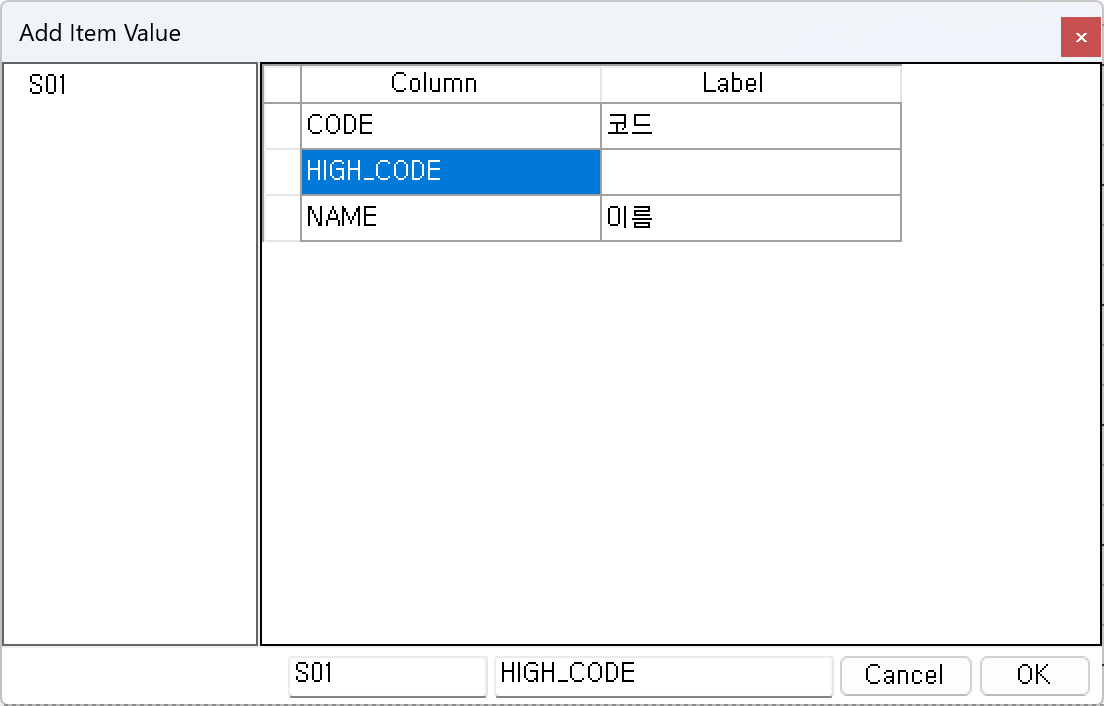 Add Item Value
S01
Column Label
CODE 코드
HIGH_CODE
NAME 이름
S01 HIGH_CODE Cancel OK